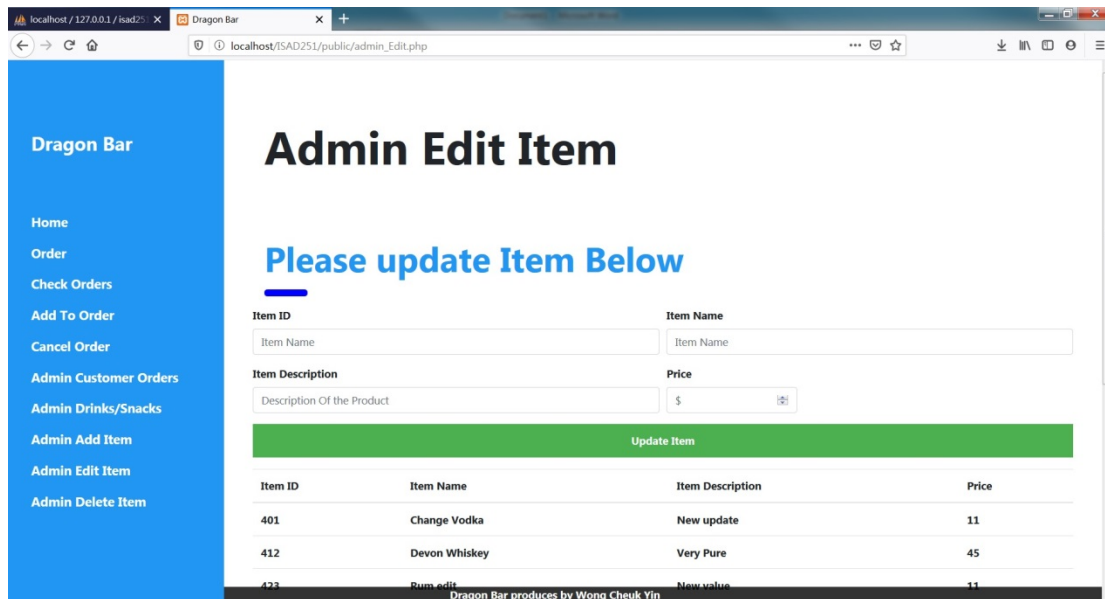 localhost / 127.0.0.1 / isad25
Dragon Bar
localhost/ISAD251/public/admin_Edit.php
Dragon Bar
Home
Order
Check Orders
Add To Order
Cancel Order
Admin Customer Orders
Admin Drinks/Snacks
Admin Add Item
Admin Edit Item
Admin Delete Item
Admin Edit Item
Please update Item Below
Item ID Item Name
Item Name Item Name
Item Description Price
Description Of the Product $
Update Item
Item ID Item Name Item Description Price
401 Change Vodka New update 11
412 Devon Whiskey Very Pure 45
423 Rum edit New value 11
Dragon Bar produces by Wong Cheuk Yin